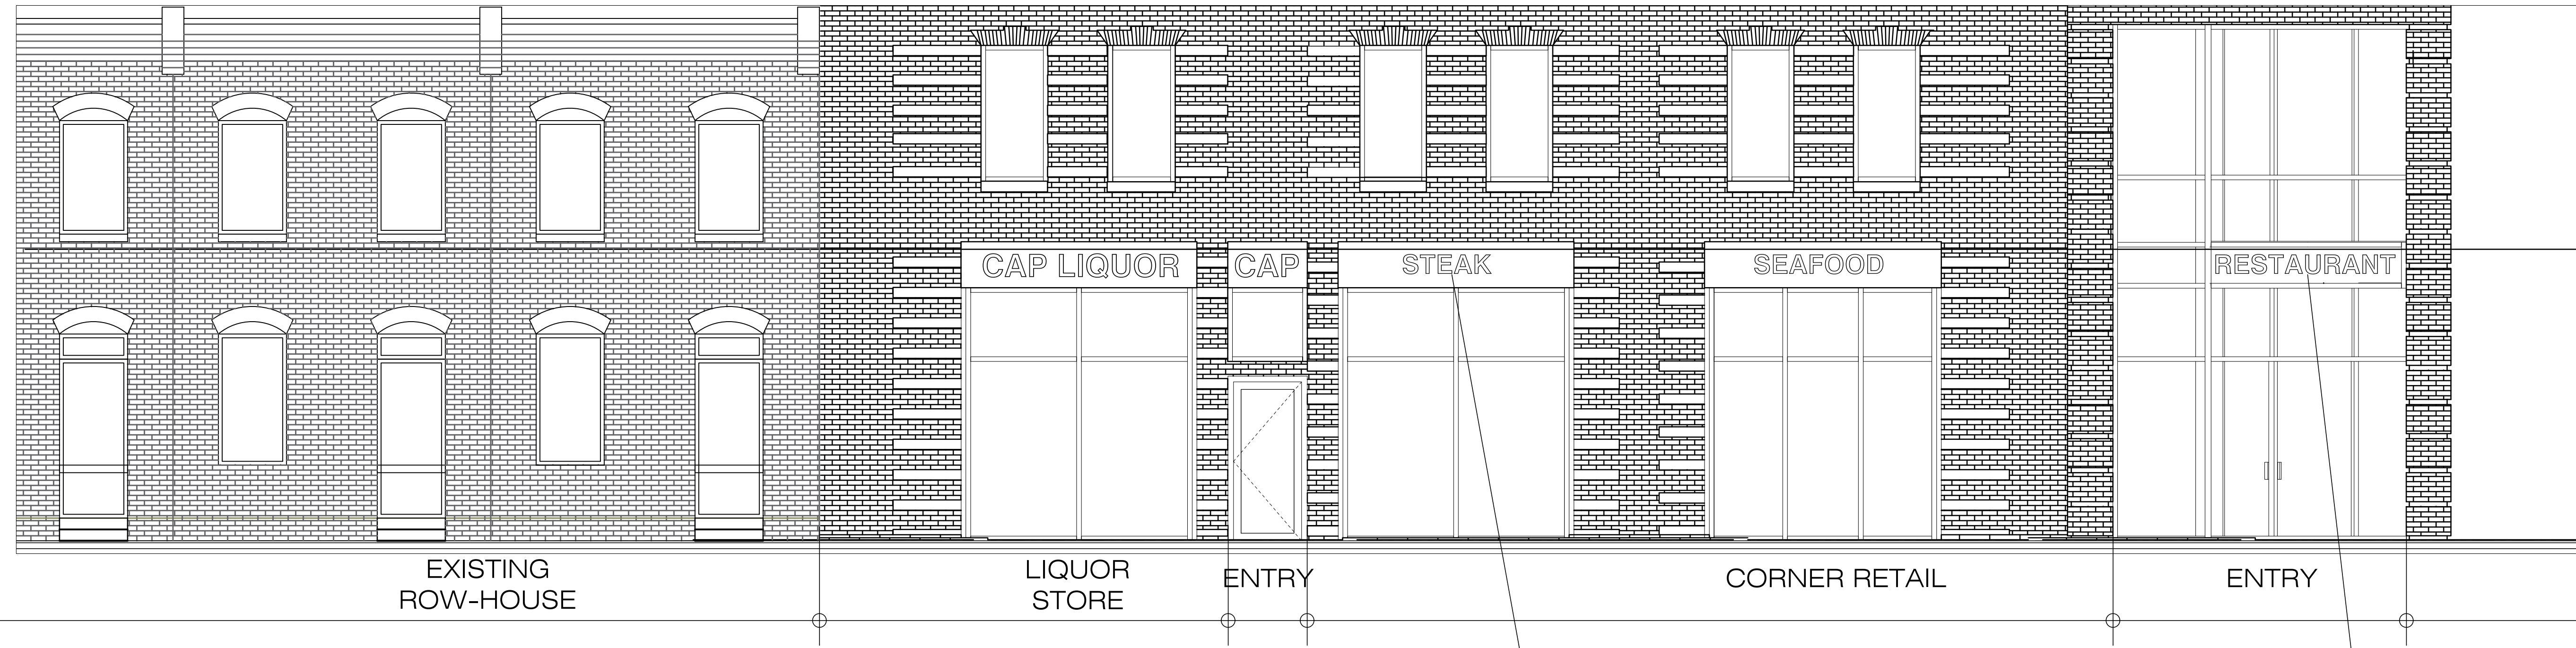 CAP LIQUOR
CAP
STEAK
SEAFOOD
RESTAURANT
EXISTING
ROW-HOUSE
LIQUOR
STORE
ENTRY
CORNER RETAIL
ENTRY